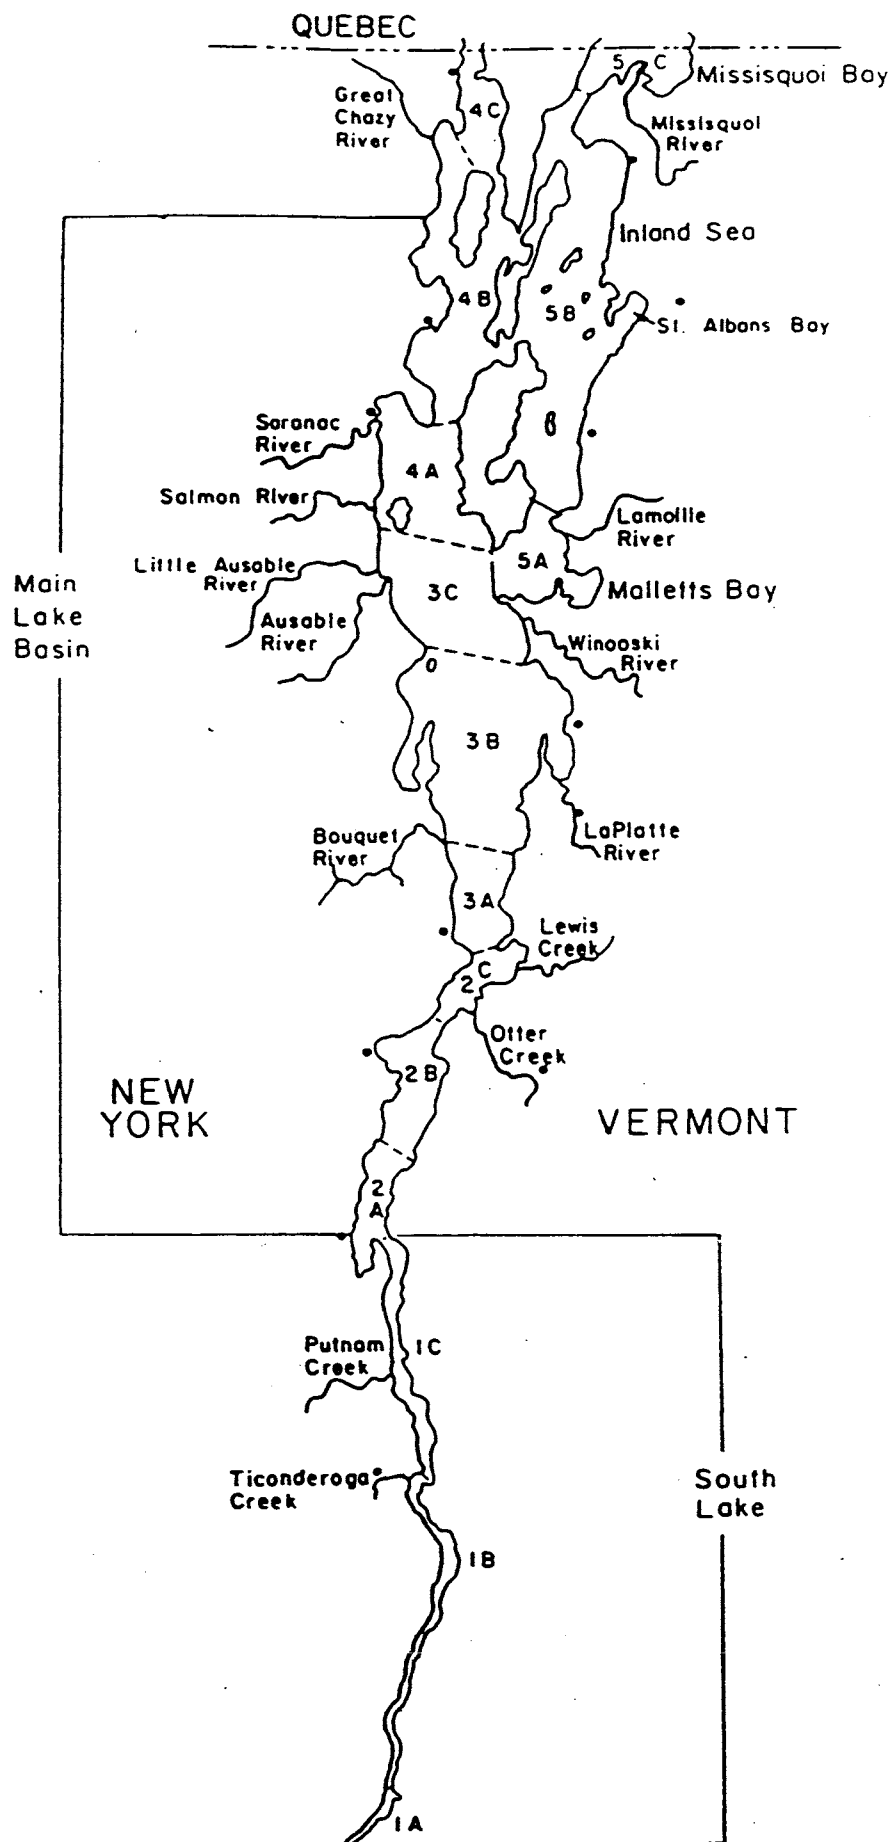 QUEBEC
5 C
Missisquoi Bay
Great
Chazy
River
4C
Missisquoi
River
Inland Sea
4B
5B
St. Albans Bay
Saranac
River
4A
Salmon River
Lamoille
River
5A
Little Ausable
River
Main
Lake
Basin
3C
Malletts Bay
Ausable
River
Winooski
River
3B
Bouquet
River
LaPlatte
River
3A
Lewis
Creek
2C
Otter
Creek
2B
NEW
YORK
VERMONT
2
A
Putnam
Creek
1C
Ticonderoga
Creek
South
Lake
1B
1A